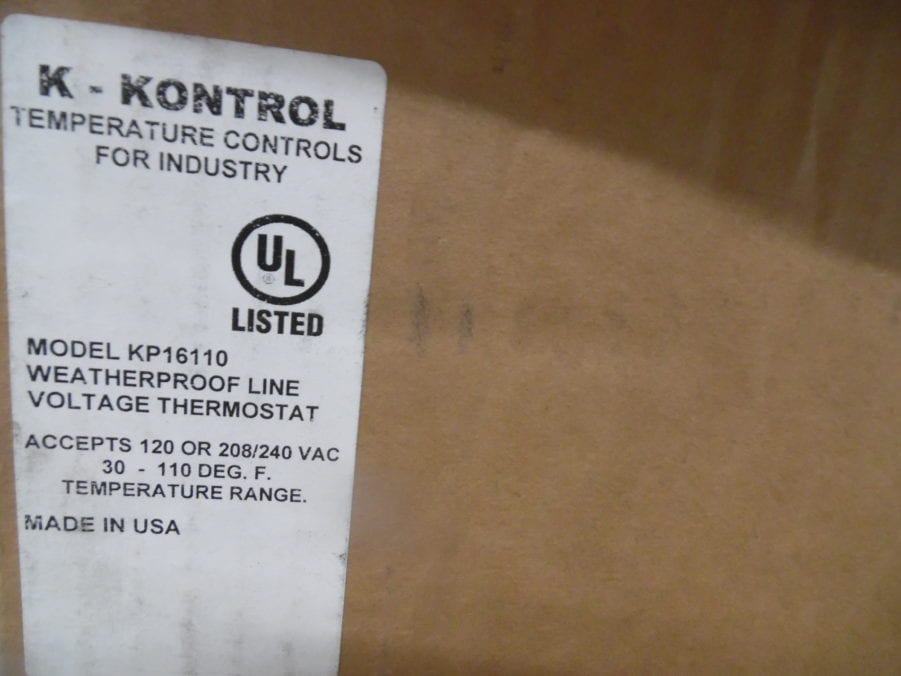 K - KONTROL
TEMPERATURE CONTROLS
FOR INDUSTRY
UL
®
LISTED
MODEL KP16110
WEATHERPROOF LINE
VOLTAGE THERMOSTAT
ACCEPTS 120 OR 208/240 VAC
30 - 110 DEG. F.
TEMPERATURE RANGE.
MADE IN USA